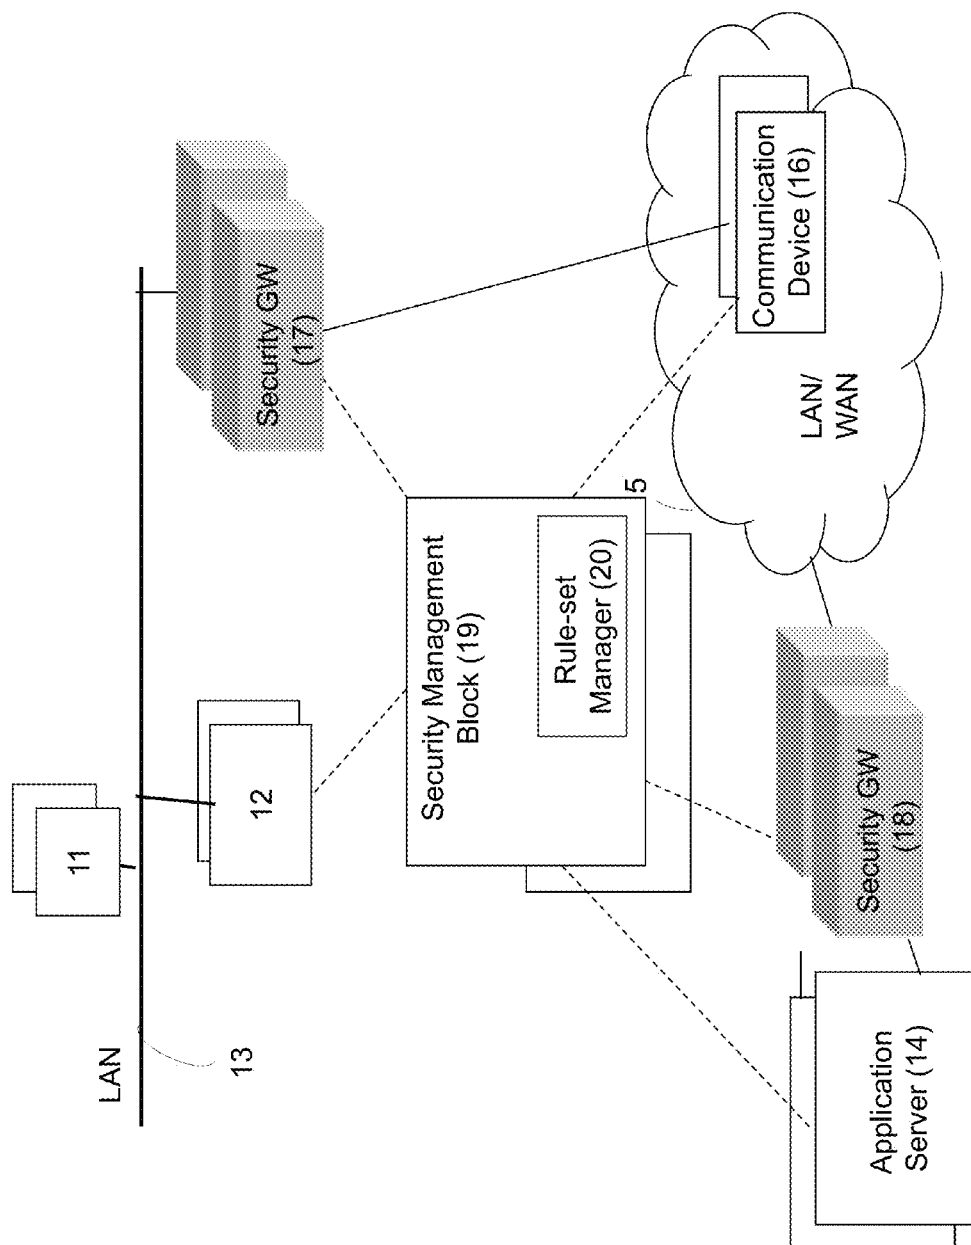 LAN
13
11
12
Security GW
(17)
Security Management
Block (19)
Rule-set
Manager (20)
5
Communication
Device (16)
LAN/
WAN
Security GW
(18)
Application
Server (14)